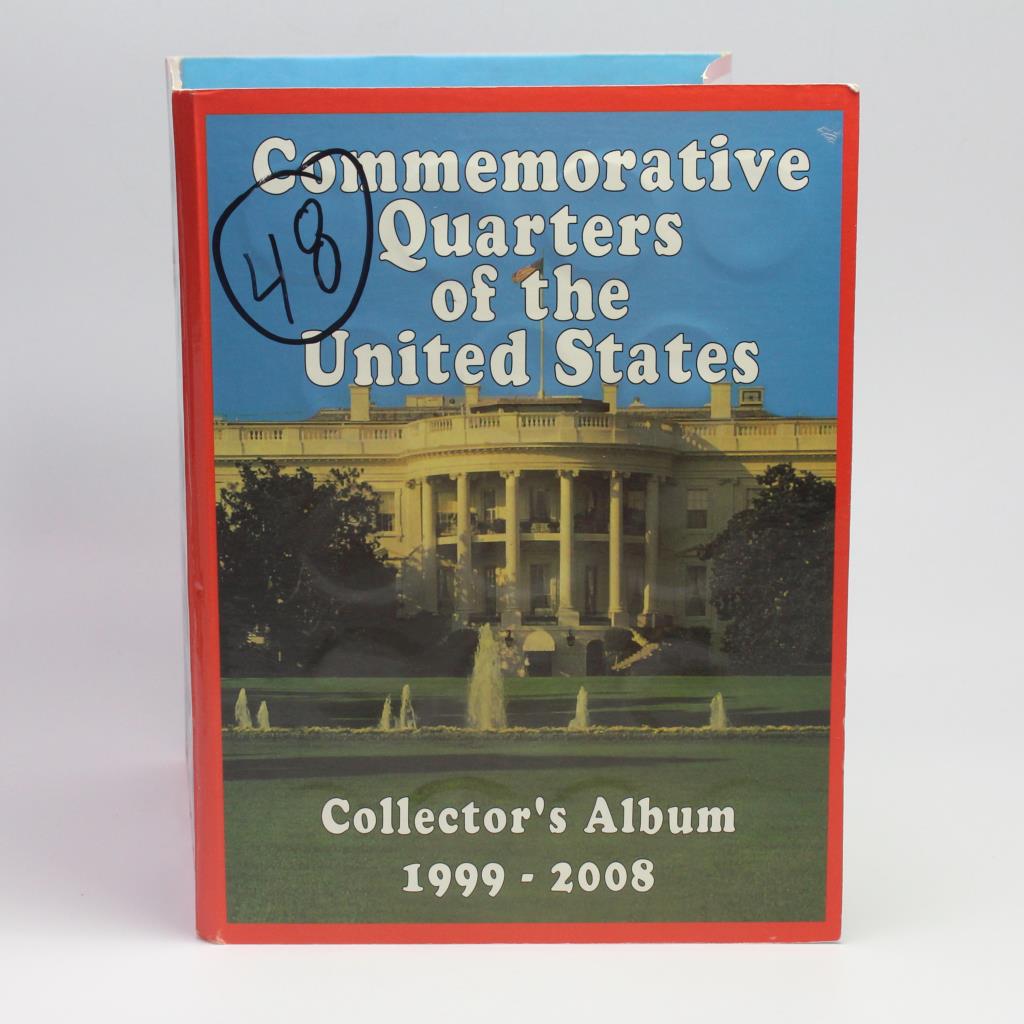 Commemorative
Quarters
of the
United States
48
Collector's Album
1999 - 2008